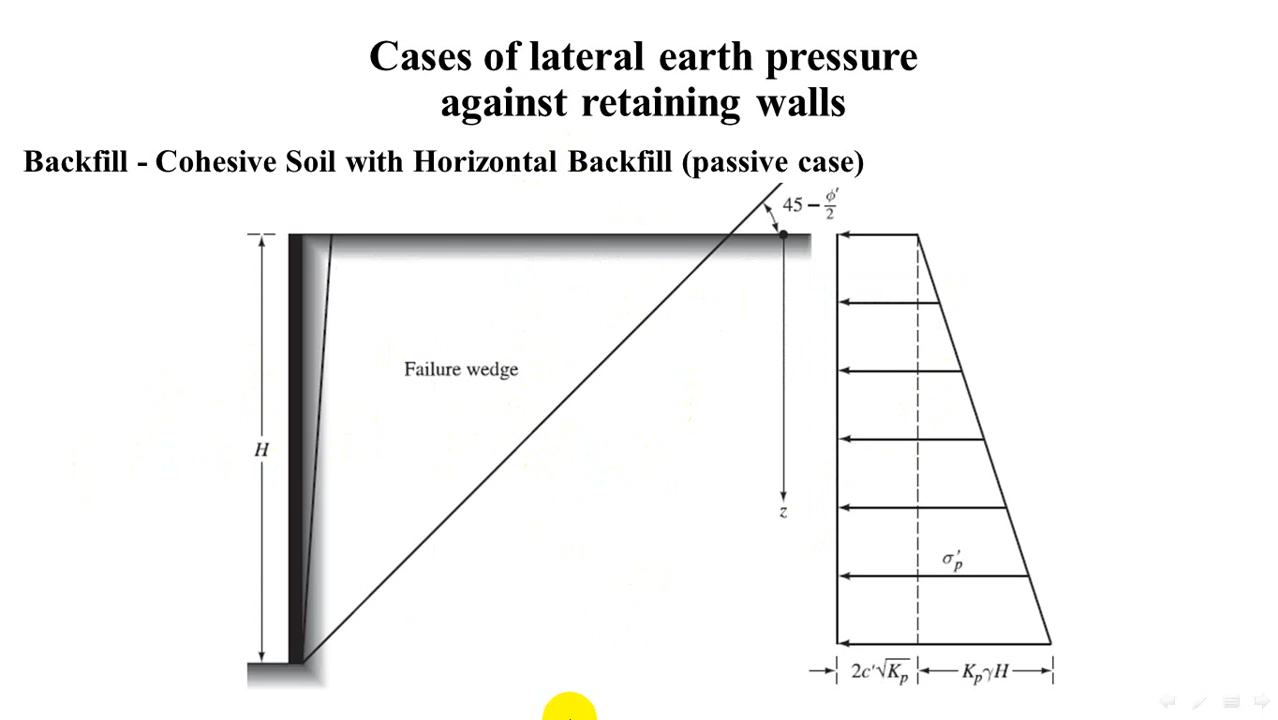 Cases of lateral earth pressure
against retaining walls
Backfill - Cohesive Soil with Horizontal Backfill (passive case)
45 − ϕ′/2
Failure wedge
H
z
σ′p
2c′√Kp
KpγH